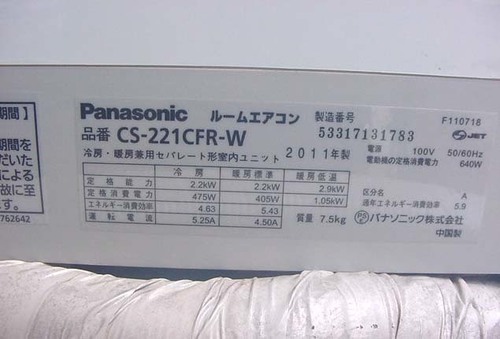 期間】
期間を
だいた
による
故に至
762642
Panasonic ルームエアコン 製造番号 F110718
品番 CS-221CFR-W 53317131783 JET
冷房・暖房兼用セパレート形室内ユニット 2011年製 電源 100V 50/60Hz
電動機の定格消費電力 640W
冷房 暖房標準 暖房低温
定格能力 2.2kW 2.2kW 2.9kW
定格消費電力 475W 405W 1.05kW
エネルギー消費効率 4.63 5.43
運転電流 5.25A 4.50A
質量 7.5kg
区分名 A
通年エネルギー消費効率 5.9
パナソニック株式会社
中国製